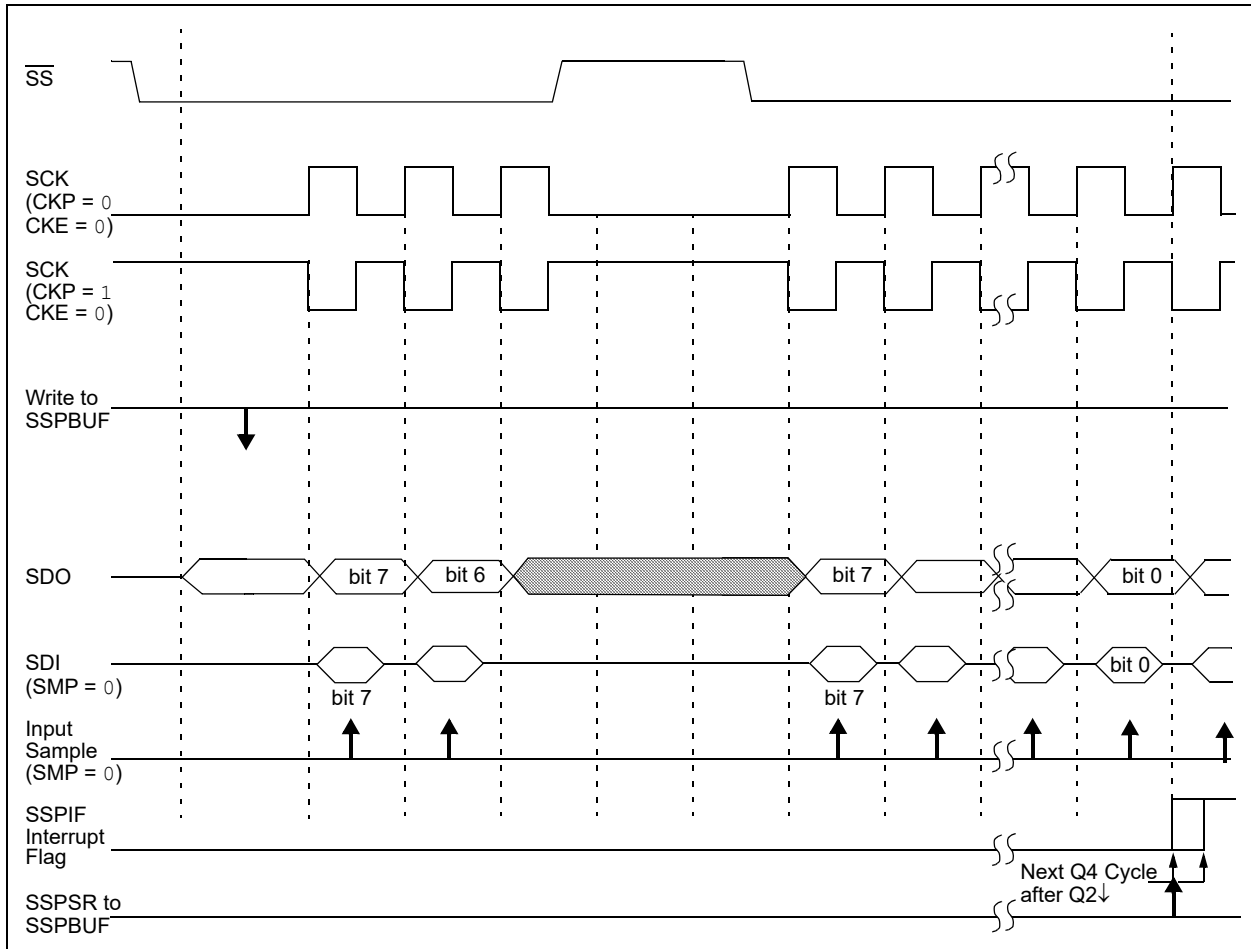 SS
SCK
(CKP = 0
CKE = 0)
SCK
(CKP = 1
CKE = 0)
Write to
SSPBUF
SDO
bit 7
bit 6
bit 7
bit 0
SDI
(SMP = 0)
bit 7
bit 7
bit 0
Input
Sample
(SMP = 0)
SSPIF
Interrupt
Flag
Next Q4 Cycle
after Q2↓
SSPSR to
SSPBUF